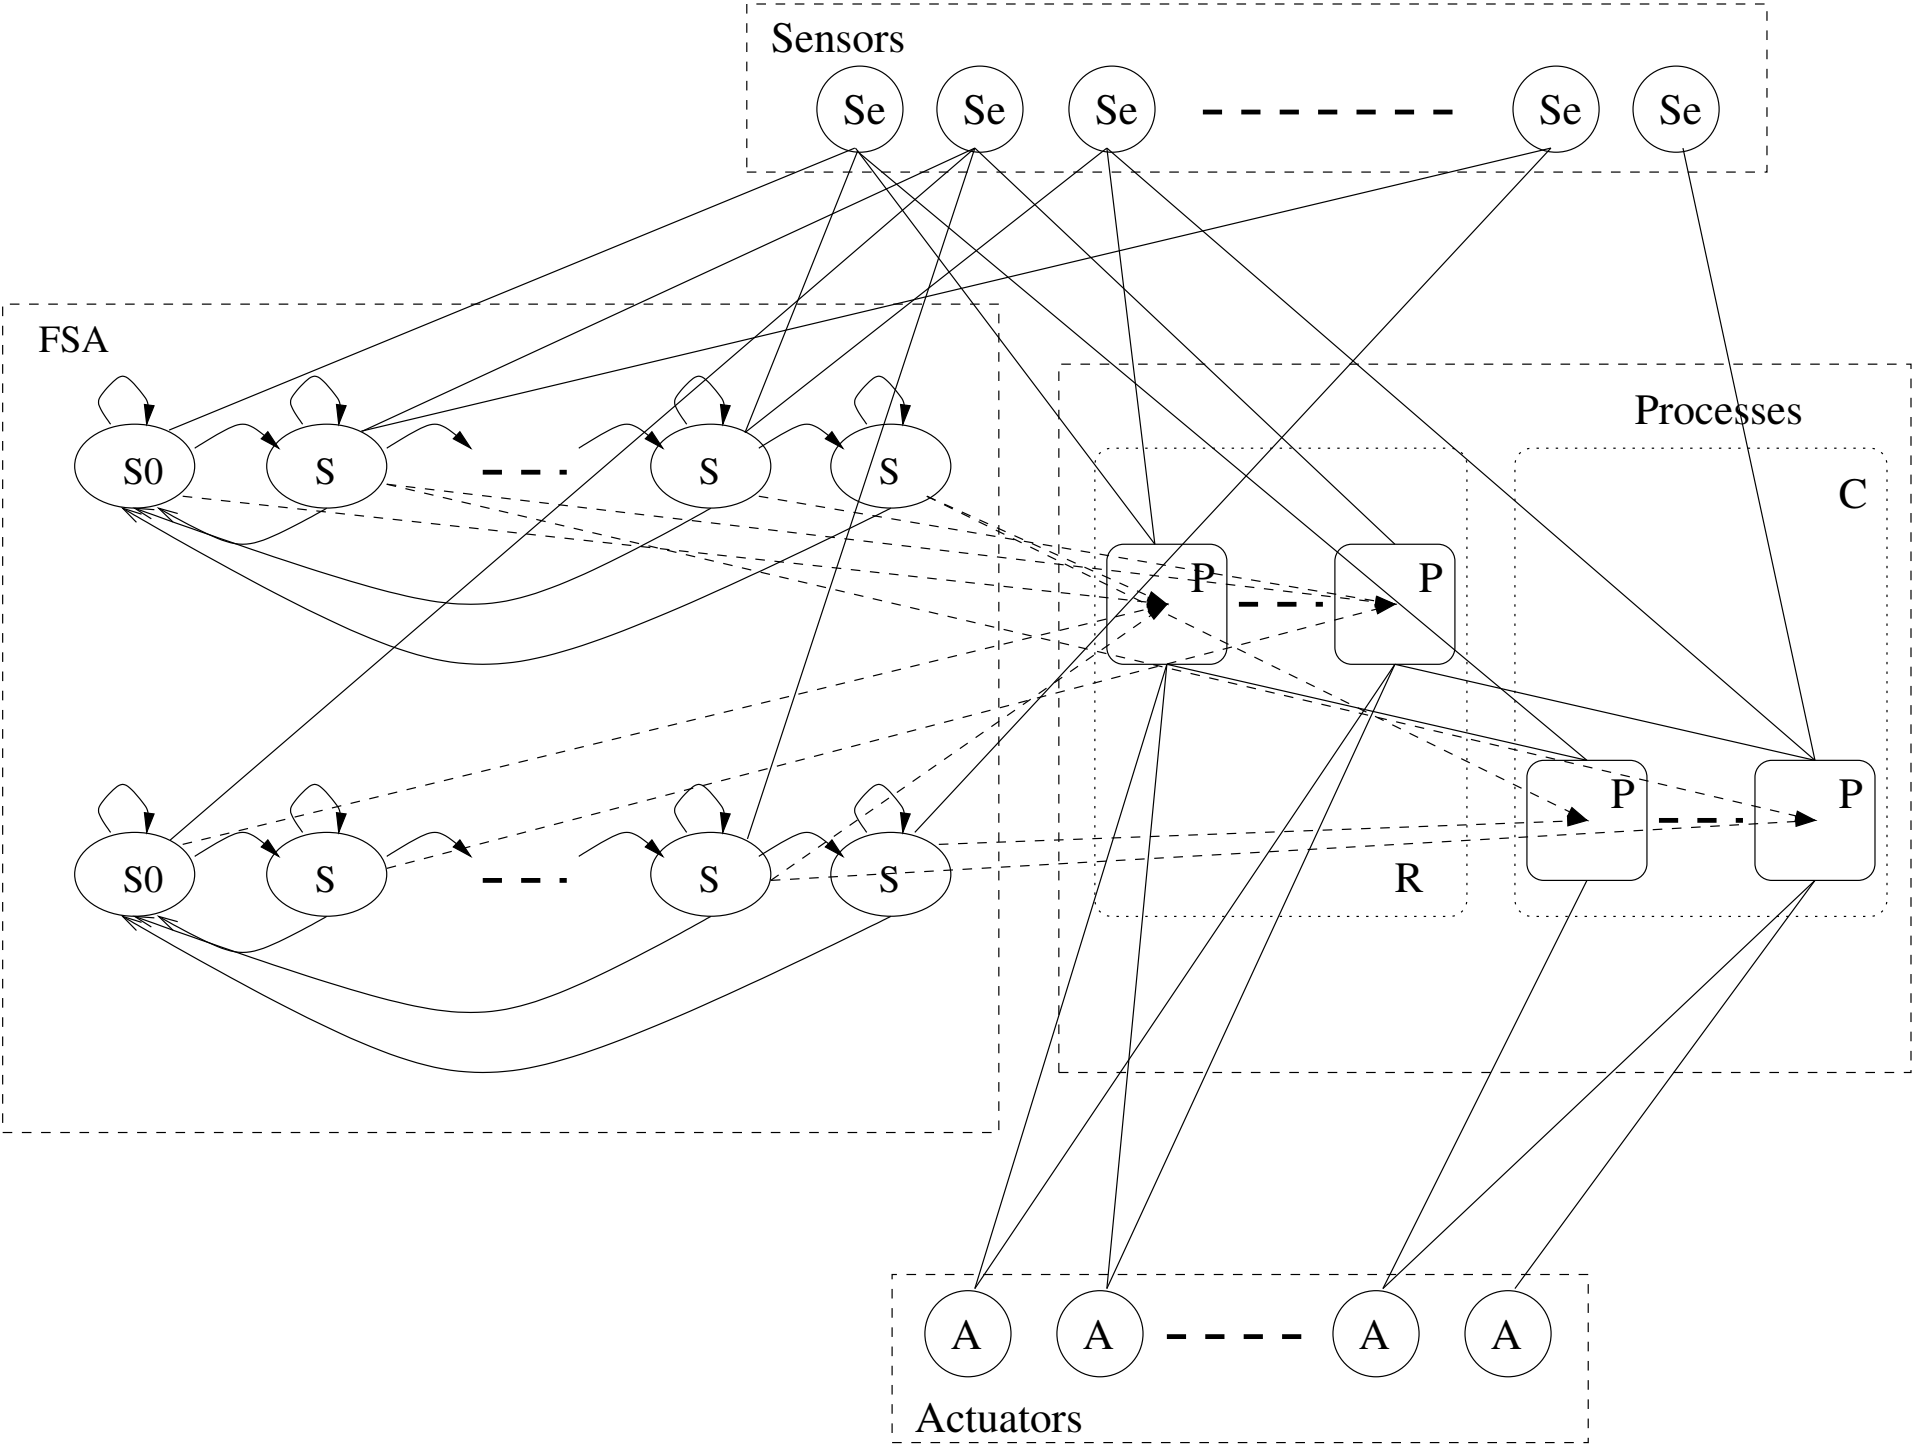 Sensors
Se Se Se Se Se
FSA
Processes
S0 S S S
C
P P
P P
S0 S S S
R
A A A A
Actuators